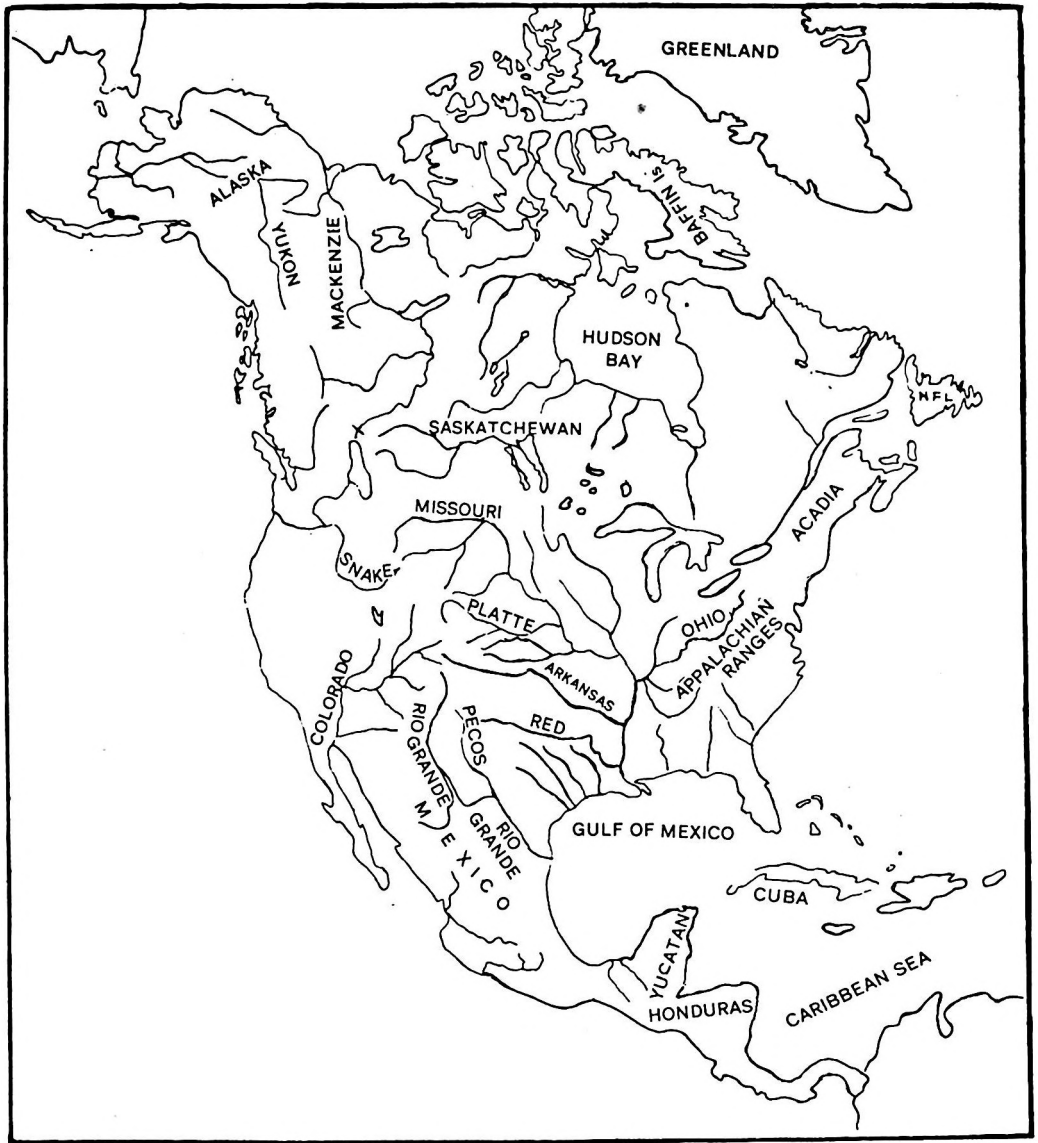 GREENLAND
ALASKA
BAFFIN Is.
YUKON
MACKENZIE
HUDSON
BAY
NFL
SASKATCHEWAN
MISSOURI
ACADIA
SNAKE
PLATTE
OHIO
APPALACHIAN
RANGES
ARKANSAS
COLORADO
RIO GRANDE
PECOS
RED
MEXICO
RIO
GRANDE
GULF OF MEXICO
CUBA
YUCATAN
HONDURAS
CARIBBEAN SEA